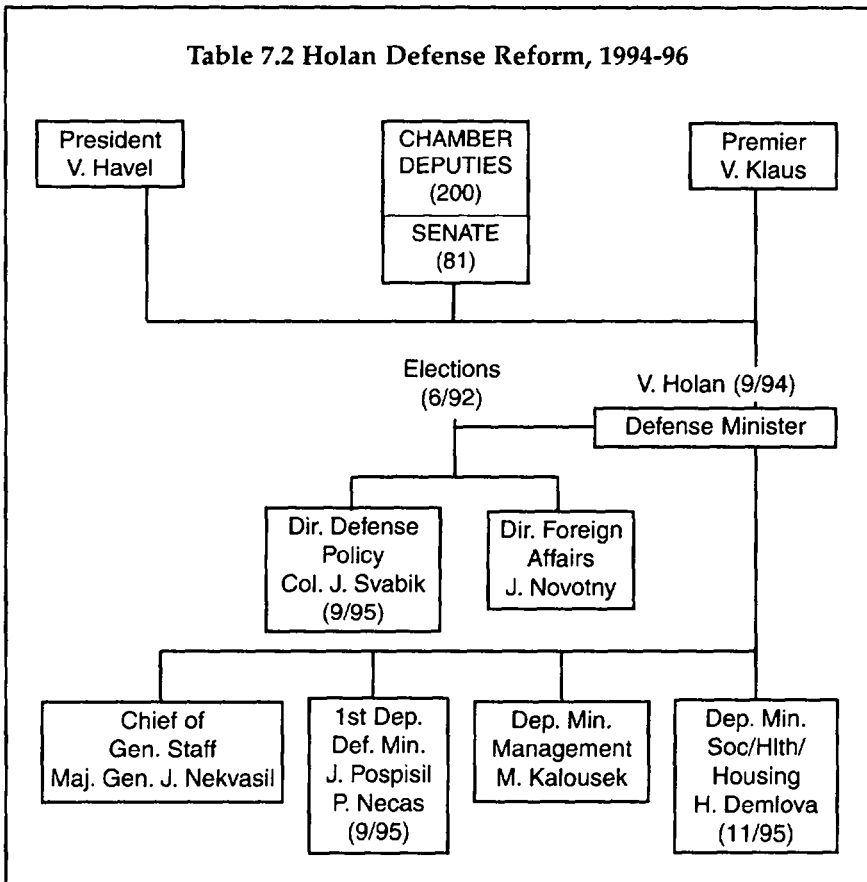 Table 7.2 Holan Defense Reform, 1994-96
President
V. Havel
CHAMBER
DEPUTIES
(200)
SENATE
(81)
Premier
V. Klaus
Elections
(6/92)
V. Holan (9/94)
Defense Minister
Dir. Defense
Policy
Col. J. Svabik
(9/95)
Dir. Foreign
Affairs
J. Novotny
Chief of
Gen. Staff
Maj. Gen. J. Nekvasil
1st Dep.
Def. Min.
J. Pospisil
P. Necas
(9/95)
Dep. Min.
Management
M. Kalousek
Dep. Min.
Soc/Hlth/
Housing
H. Demlova
(11/95)